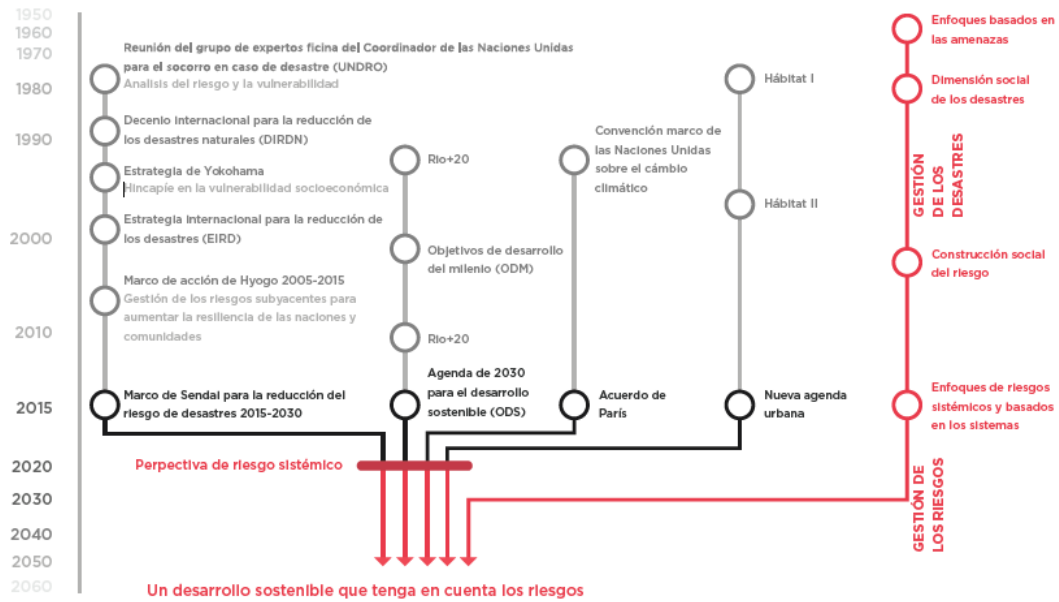 1950
1960
1970
1980
1990
2000
2010
2015
2020
2030
2040
2050
2060
Reunión del grupo de expertos ficina del Coordinador de las Naciones Unidas
para el socorro en caso de desastre (UNDRO)
Analisis del riesgo y la vulnerabilidad
Decenio internacional para la reducción de
los desastres naturales (DIRDN)
Estrategia de Yokohama
Hincapíe en la vulnerabilidad socioeconómica
Estrategia internacional para la reducción de
los desastres (EIRD)
Marco de acción de Hyogo 2005-2015
Gestión de los riesgos subyacentes para
aumentar la resiliencia de las naciones y
comunidades
Marco de Sendai para la reducción del
riesgo de desastres 2015-2030
Rio+20
Objetivos de desarrollo
del milenio (ODM)
Rio+20
Agenda de 2030
para el desarrollo
sostenible (ODS)
Convención marco de
las Naciones Unidas
sobre el cámbio
climático
Acuerdo de
París
Hábitat I
Hábitat II
Nueva agenda
urbana
Enfoques basados en
las amenazas
Dimensión social
de los desastres
GESTIÓN
DE LOS
DESASTRES
Construcción social
del riesgo
Enfoques de riesgos
sistémicos y basados
en los sistemas
GESTIÓN DE
LOS RIESGOS
Perpectiva de riesgo sistémico
Un desarrollo sostenible que tenga en cuenta los riesgos